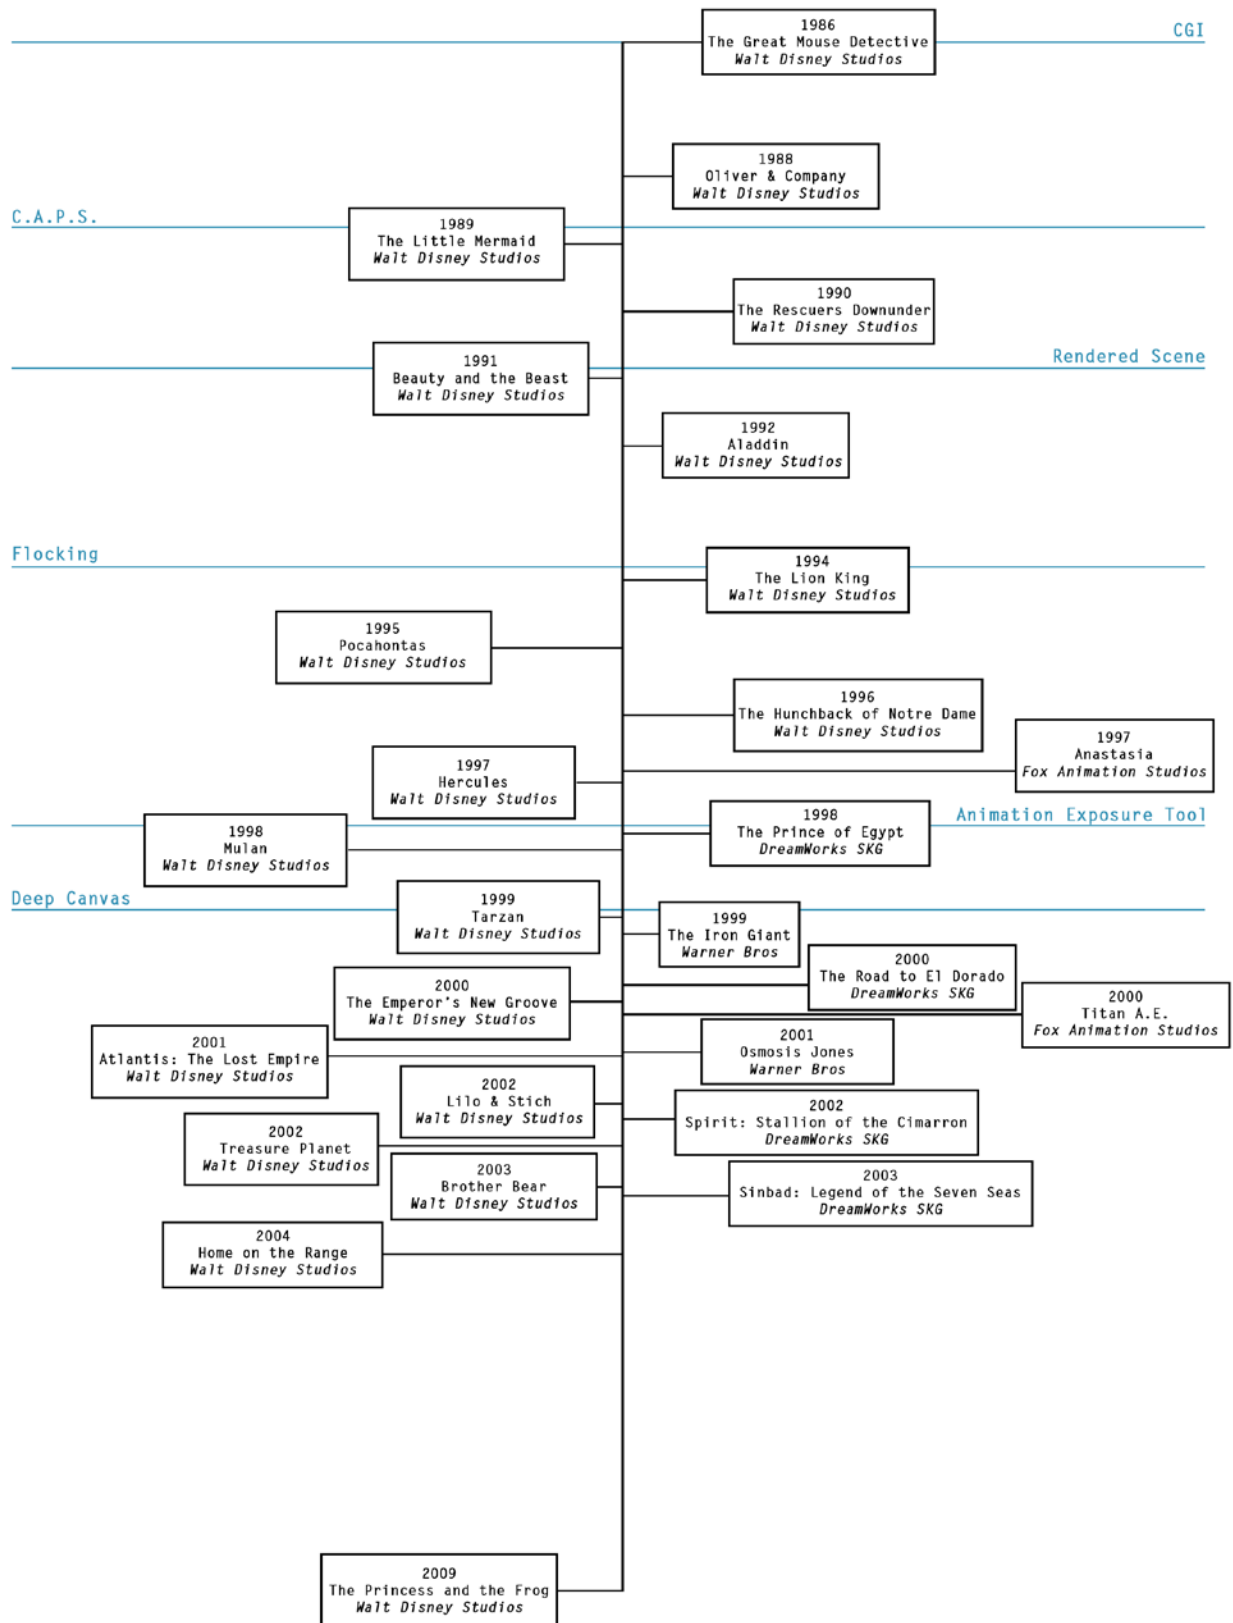 1986
The Great Mouse Detective
Walt Disney Studios
CGI
1988
Oliver & Company
Walt Disney Studios
C.A.P.S.
1989
The Little Mermaid
Walt Disney Studios
1990
The Rescuers Downunder
Walt Disney Studios
Rendered Scene
1991
Beauty and the Beast
Walt Disney Studios
1992
Aladdin
Walt Disney Studios
Flocking
1994
The Lion King
Walt Disney Studios
1995
Pocahontas
Walt Disney Studios
1996
The Hunchback of Notre Dame
Walt Disney Studios
1997
Anastasia
Fox Animation Studios
1997
Hercules
Walt Disney Studios
Animation Exposure Tool
1998
The Prince of Egypt
DreamWorks SKG
1998
Mulan
Walt Disney Studios
Deep Canvas
1999
Tarzan
Walt Disney Studios
1999
The Iron Giant
Warner Bros
2000
The Road to El Dorado
DreamWorks SKG
2000
The Emperor's New Groove
Walt Disney Studios
2000
Titan A.E.
Fox Animation Studios
2001
Atlantis: The Lost Empire
Walt Disney Studios
2001
Osmosis Jones
Warner Bros
2002
Lilo & Stich
Walt Disney Studios
2002
Spirit: Stallion of the Cimarron
DreamWorks SKG
2002
Treasure Planet
Walt Disney Studios
2003
Brother Bear
Walt Disney Studios
2003
Sinbad: Legend of the Seven Seas
DreamWorks SKG
2004
Home on the Range
Walt Disney Studios
2009
The Princess and the Frog
Walt Disney Studios